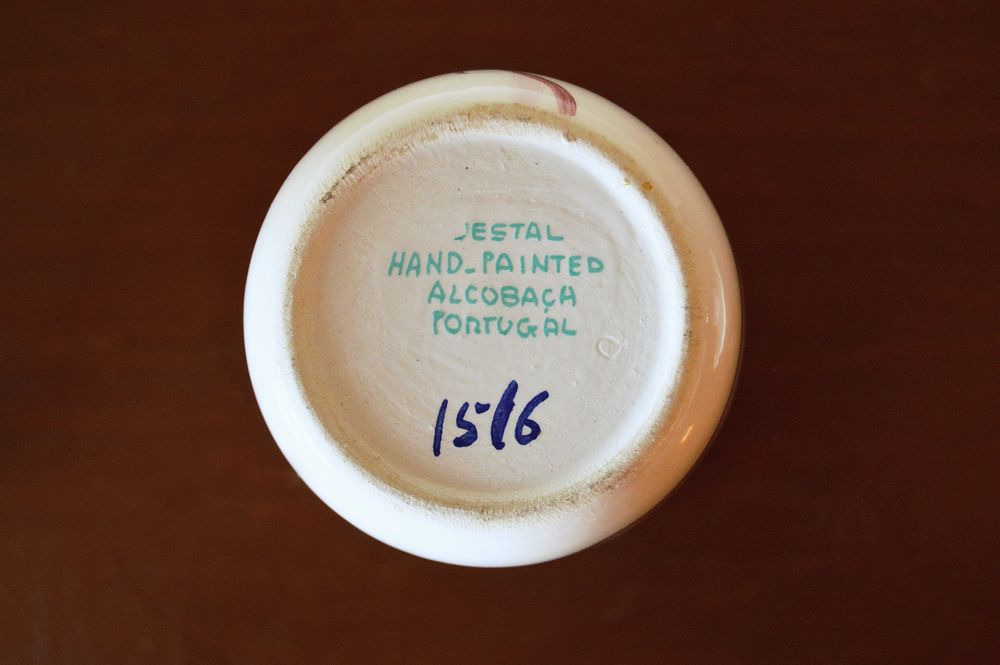 JESTAL
HAND-PAINTED
ALCOBAÇA
PORTUGAL
1516